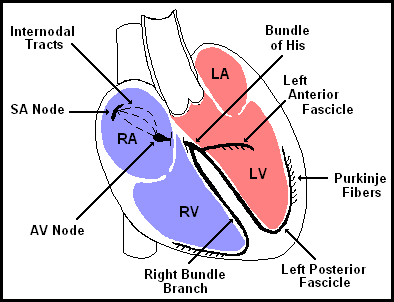 Internodal
Tracts
Bundle
of His
SA Node
LA
Left
Anterior
Fascicle
RA
LV
Purkinje
Fibers
AV Node
RV
Right Bundle
Branch
Left Posterior
Fascicle